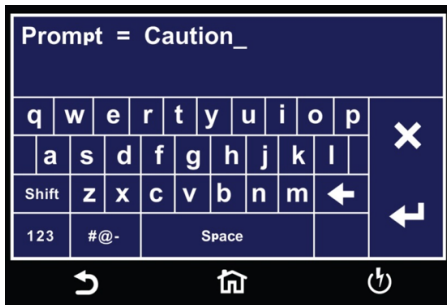 Prompt = Caution_
q w e r t y u i o p
a s d f g h j k l
Shift z x c v b n m
123 #@- Space